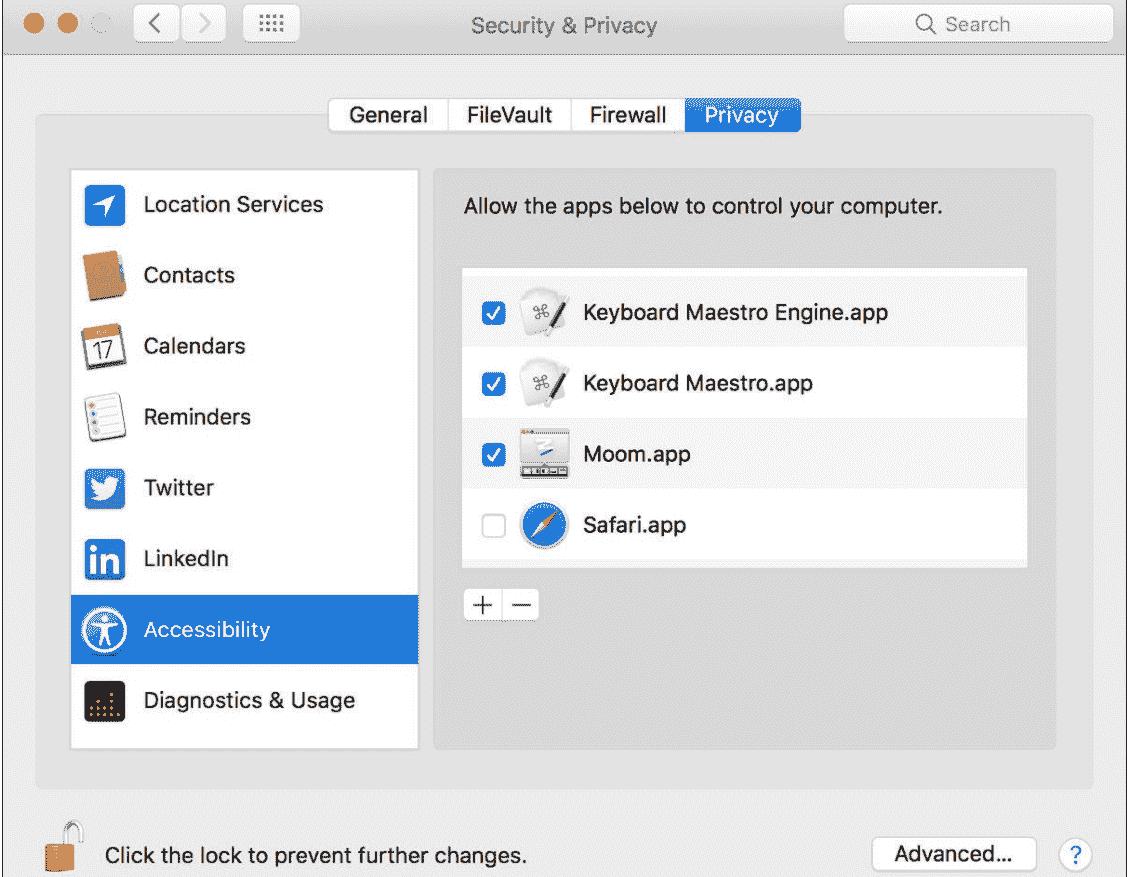 Security & Privacy
Search
General FileVault Firewall Privacy
Location Services
Contacts
17
Calendars
Reminders
Twitter
in
LinkedIn
Accessibility
Diagnostics & Usage
Allow the apps below to control your computer.
Keyboard Maestro Engine.app
Keyboard Maestro.app
Moom.app
Safari.app
Click the lock to prevent further changes.
Advanced...
?